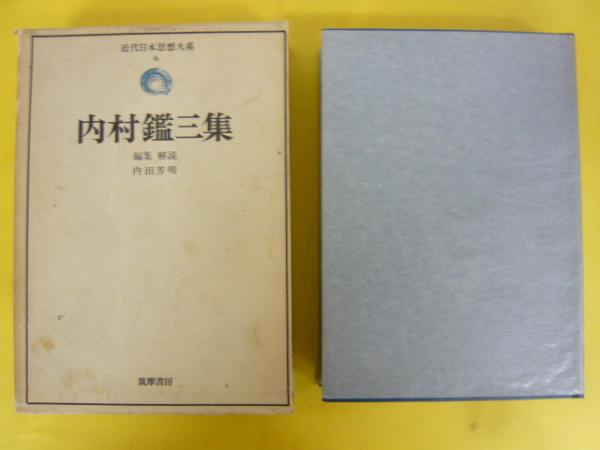 近代日本思想大系
6
内村鑑三集
編集 解説
内田芳明
筑摩書房